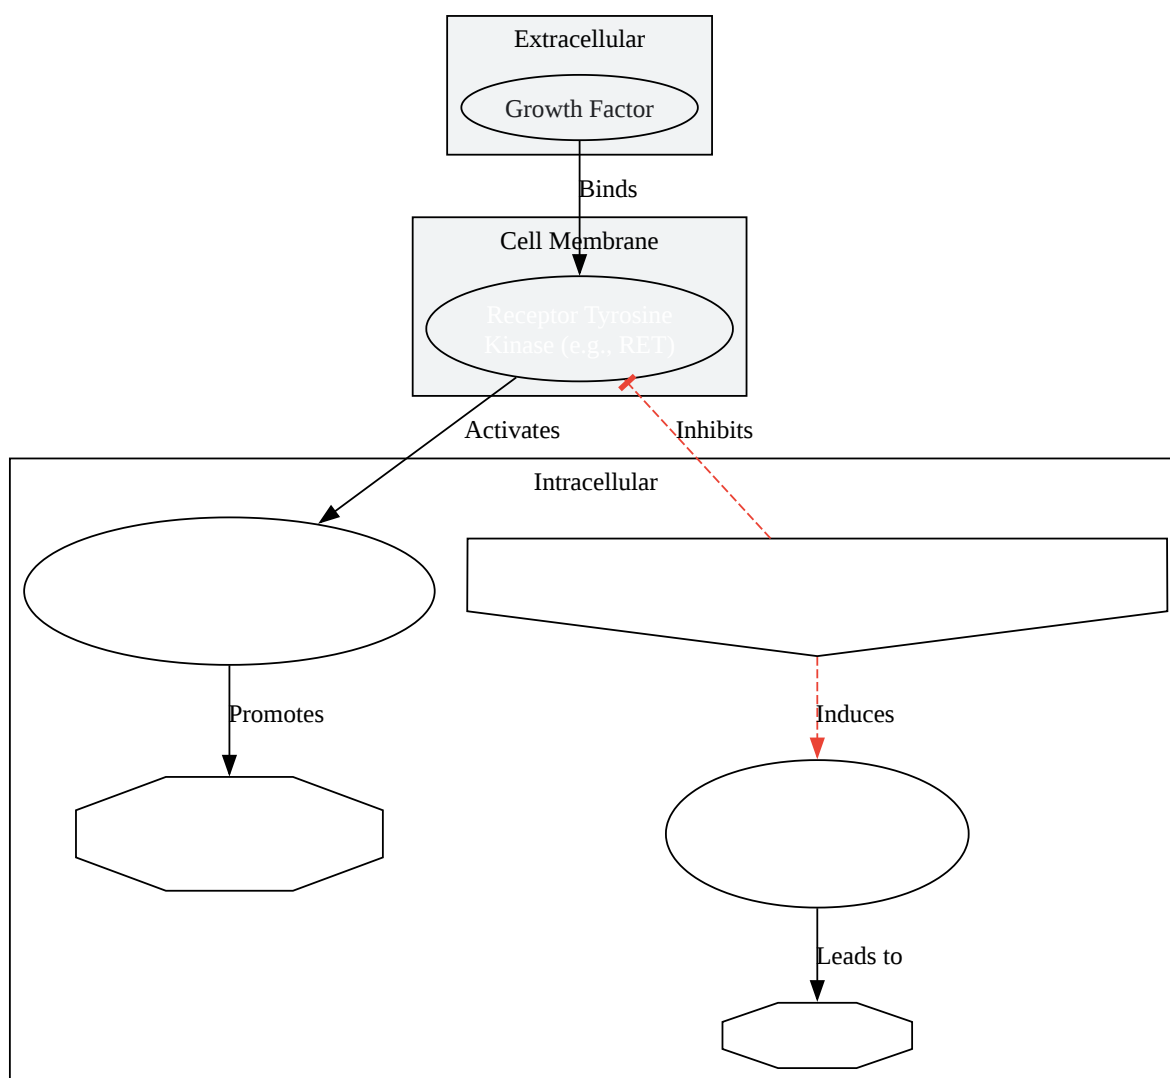 Extracellular
Growth Factor
Binds
Cell Membrane
Receptor Tyrosine
Kinase (e.g., RET)
Activates
Inhibits
Intracellular
Promotes
Induces
Leads to